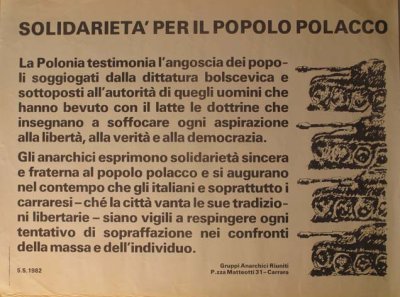 SOLIDARIETA' PER IL POPOLO POLACCO
La Polonia testimonia l'angoscia dei popo-
li soggiogati dalla dittatura bolscevica e
sottoposti all'autorità di quegli uomini che
hanno bevuto con il latte le dottrine che
insegnano a soffocare ogni aspirazione
alla libertà, alla verità e alla democrazia.
Gli anarchici esprimono solidarietà sincera
e fraterna al popolo polacco e si augurano
nel contempo che gli italiani e soprattutto i
carraresi – ché la città vanta le sue tradizio-
ni libertarie – siano vigili a respingere ogni
tentativo di sopraffazione nei confronti
della massa e dell'individuo.
5.5.1982
Gruppi Anarchici Riuniti
P.zza Matteotti 31 – Carrara